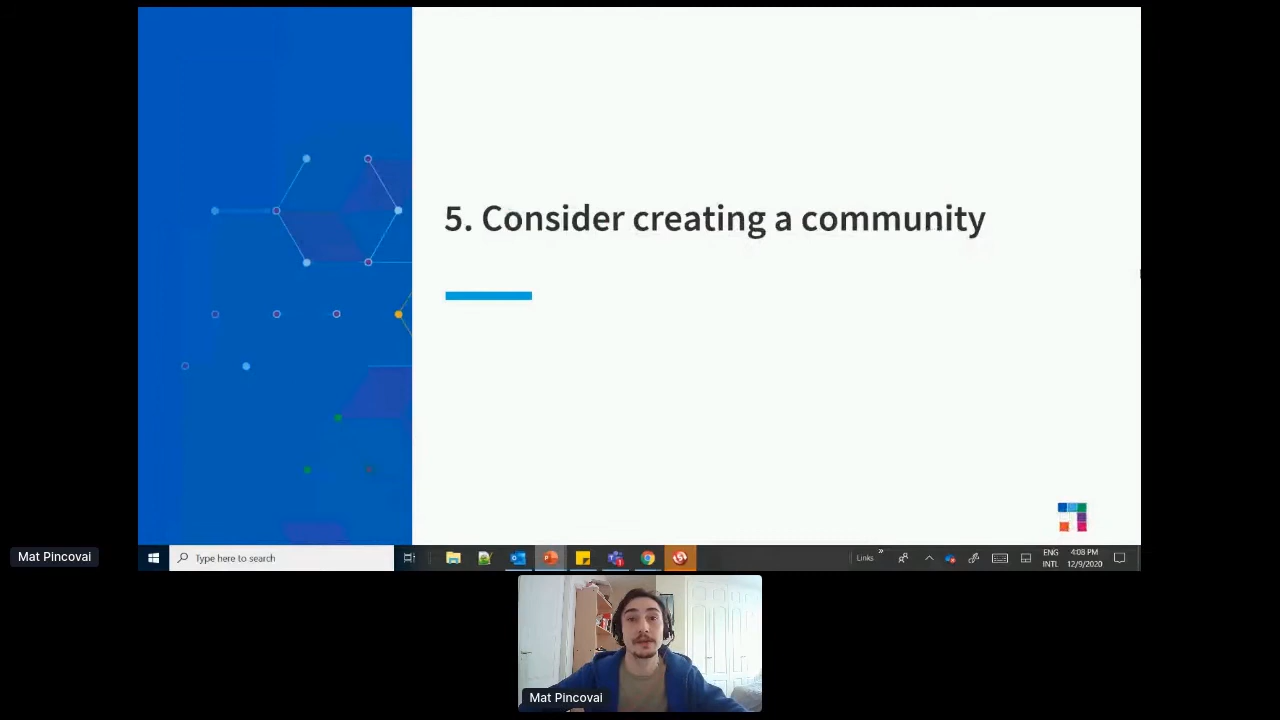 5. Consider creating a community
Mat Pincovai
Type here to search
Links
»
ENG
INTL
4:08 PM
12/9/2020
Mat Pincovai